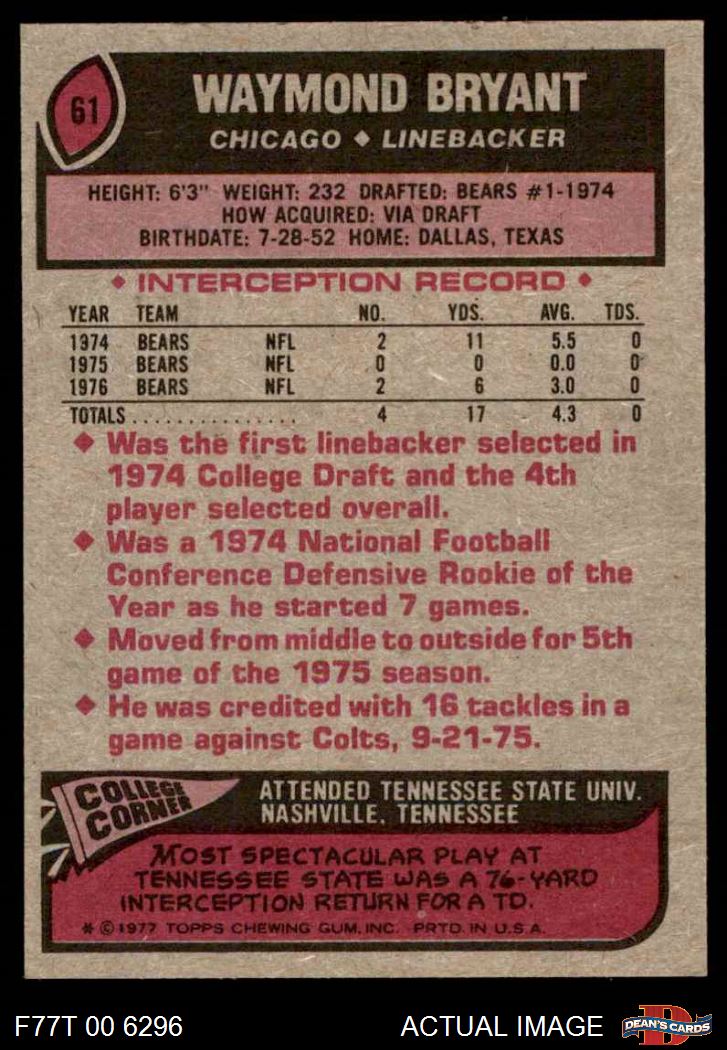 61
WAYMOND BRYANT
CHICAGO ◆ LINEBACKER
HEIGHT: 6'3" WEIGHT: 232 DRAFTED: BEARS #1-1974
HOW ACQUIRED: VIA DRAFT
BIRTHDATE: 7-28-52 HOME: DALLAS, TEXAS
◆ INTERCEPTION RECORD ◆
YEAR TEAM NO. YDS. AVG. TDS.
1974 BEARS NFL 2 11 5.5 0
1975 BEARS NFL 0 0 0.0 0
1976 BEARS NFL 2 6 3.0 0
TOTALS................ 4 17 4.3 0
◆ Was the first linebacker selected in
1974 College Draft and the 4th
player selected overall.
◆ Was a 1974 National Football
Conference Defensive Rookie of the
Year as he started 7 games.
◆ Moved from middle to outside for 5th
game of the 1975 season.
◆ He was credited with 16 tackles in a
game against Colts, 9-21-75.
COLLEGE
CORNER
ATTENDED TENNESSEE STATE UNIV.
NASHVILLE, TENNESSEE
MOST SPECTACULAR PLAY AT
TENNESSEE STATE WAS A 76-YARD
INTERCEPTION RETURN FOR A TD.
* © 1977 TOPPS CHEWING GUM, INC. PRTD. IN U.S.A.
F77T 00 6296
ACTUAL IMAGE
D
DEAN'S CARDS